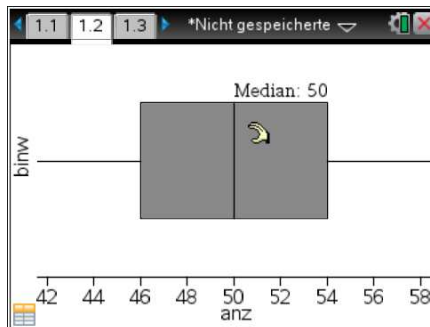 1.1 1.2 1.3 *Nicht gespeicherte
Median: 50
binw
42 44 46 48 50 52 54 56 58
anz